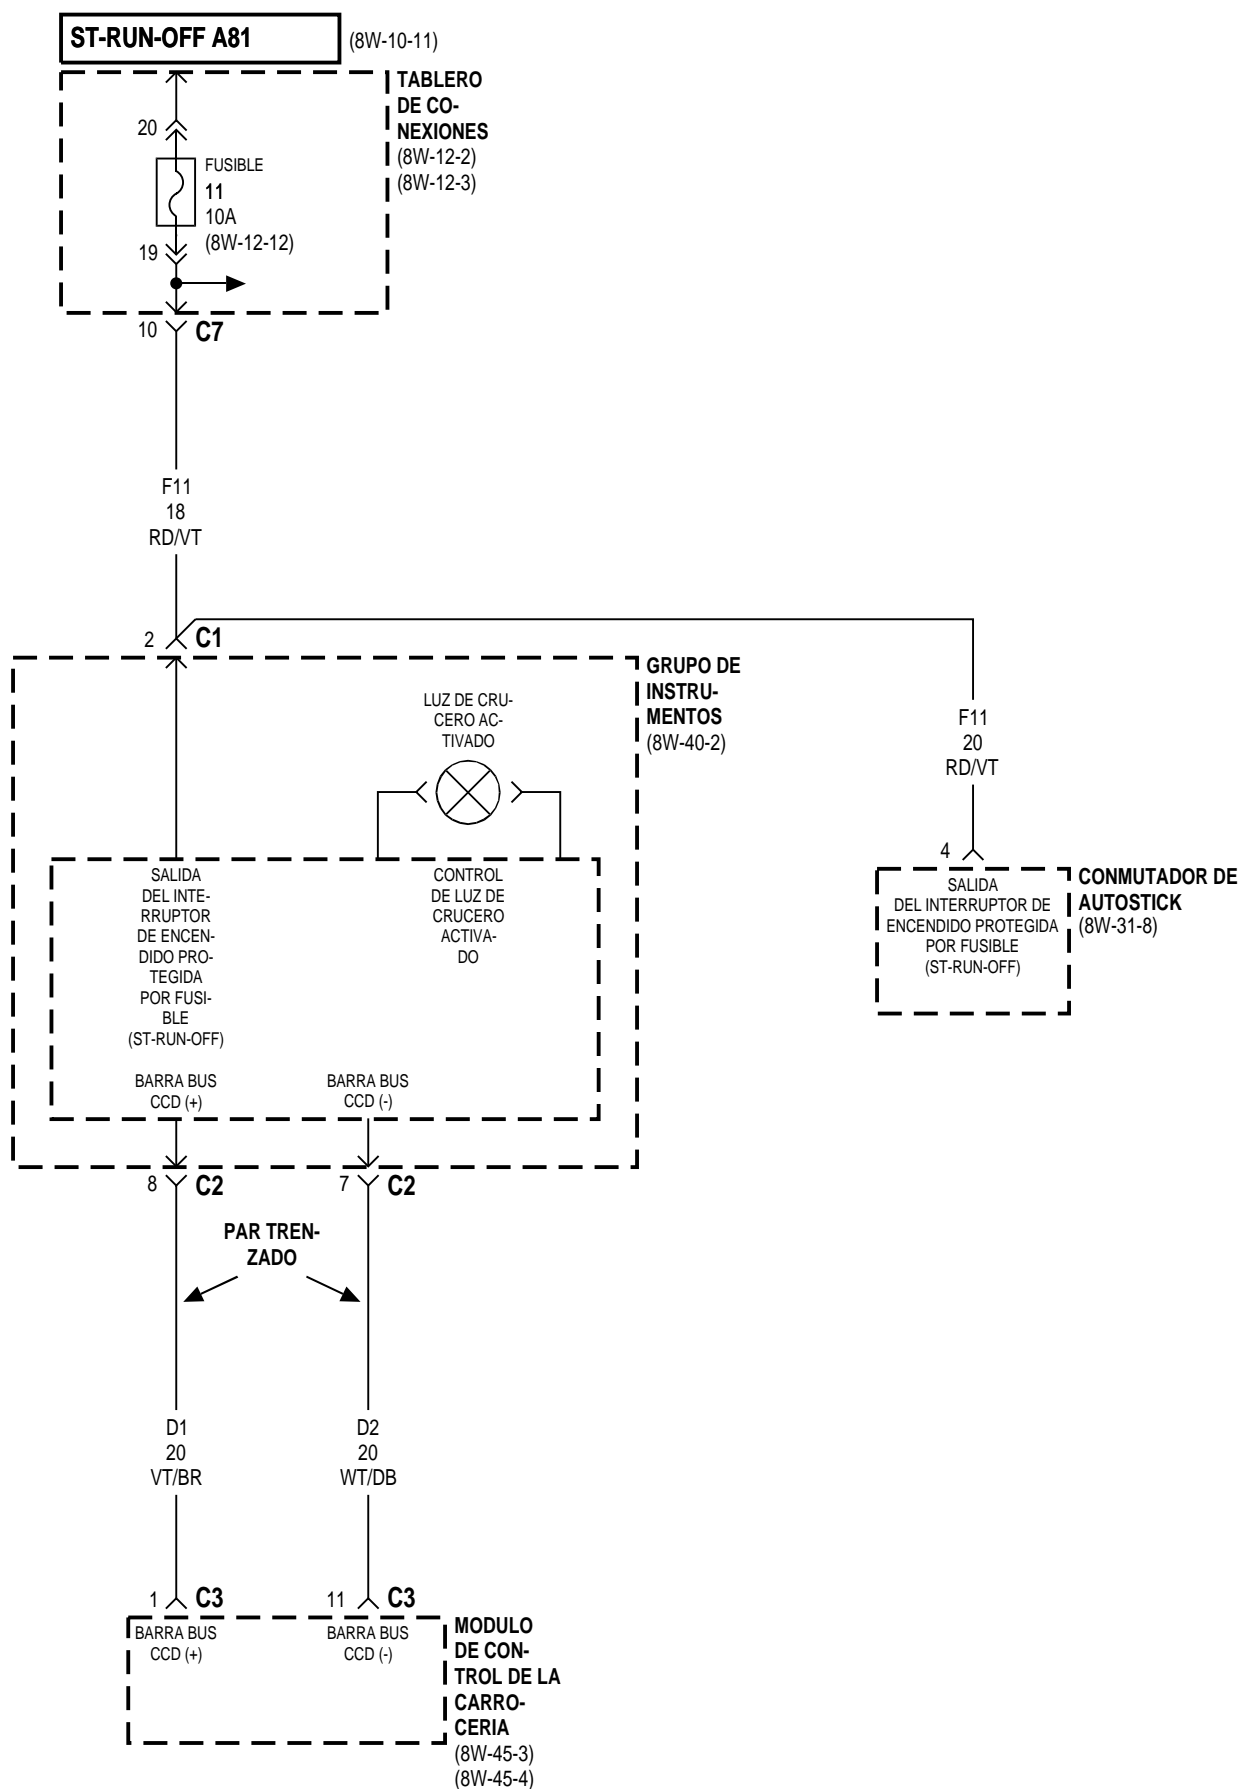 ST-RUN-OFF A81
(8W-10-11)
TABLERO
DE CO-
NEXIONES
(8W-12-2)
(8W-12-3)
20
FUSIBLE
11
10A
(8W-12-12)
19
10
C7
F11
18
RD/VT
2
C1
GRUPO DE
INSTRU-
MENTOS
(8W-40-2)
LUZ DE CRU-
CERO AC-
TIVADO
F11
20
RD/VT
4
SALIDA
DEL INTERRUPTOR DE
ENCENDIDO PROTEGIDA
POR FUSIBLE
(ST-RUN-OFF)
CONMUTADOR DE
AUTOSTICK
(8W-31-8)
SALIDA
DEL INTE-
RRUPTOR
DE ENCEN-
DIDO PRO-
TEGIDA
POR FUSI-
BLE
(ST-RUN-OFF)
CONTROL
DE LUZ DE
CRUCERO
ACTIVA-
DO
BARRA BUS
CCD (+)
BARRA BUS
CCD (-)
8
C2
7
C2
PAR TREN-
ZADO
D1
20
VT/BR
D2
20
WT/DB
1
C3
11
C3
BARRA BUS
CCD (+)
BARRA BUS
CCD (-)
MODULO
DE CON-
TROL DE LA
CARRO-
CERIA
(8W-45-3)
(8W-45-4)